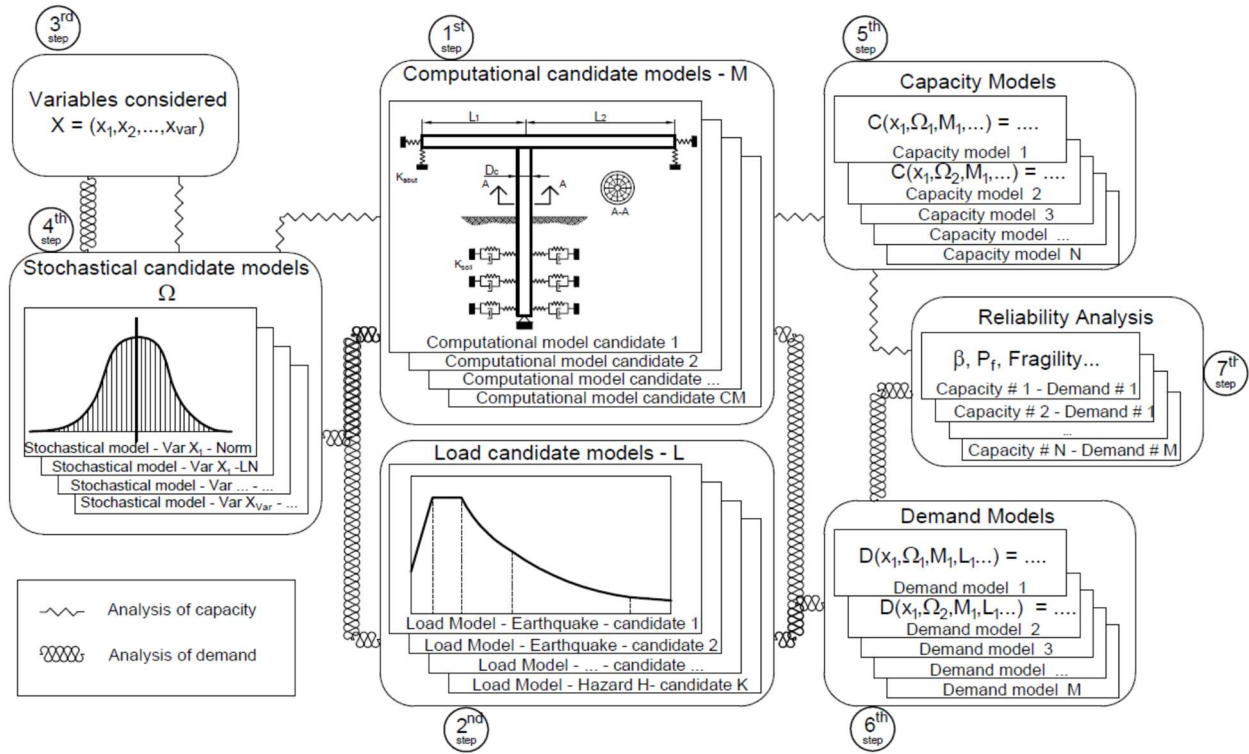 3rd
step
Variables considered
X = (x1,x2,...,xvar)
4th
step
Stochastical candidate models
Ω
Stochastical model - Var X1 - Norm
Stochastical model - Var X1 -LN
Stochastical model - Var ... - ...
Stochastical model - Var XVar - ...
Analysis of capacity
Analysis of demand
1st
step
Computational candidate models - M
L1
L2
Kabut
Dc
A
A
A-A
Ksoil
Computational model candidate 1
Computational model candidate 2
Computational model candidate ...
Computational model candidate CM
Load candidate models - L
Load Model - Earthquake - candidate 1
Load Model - Earthquake - candidate 2
Load Model - ... - candidate ...
Load Model - Hazard H- candidate K
2nd
step
5th
step
Capacity Models
C(x1,Ω1,M1,...) = ....
Capacity model 1
C(x1,Ω2,M1,...) = ....
Capacity model 2
Capacity model 3
Capacity model ...
Capacity model N
Reliability Analysis
β, Pf, Fragility...
Capacity # 1 - Demand # 1
Capacity # 2 - Demand # 1
...
Capacity # N - Demand # M
7th
step
Demand Models
D(x1,Ω1,M1,L1...) = ....
Demand model 1
D(x1,Ω2,M1,L1...) = ....
Demand model 2
Demand model 3
Demand model ...
Demand model M
6th
step